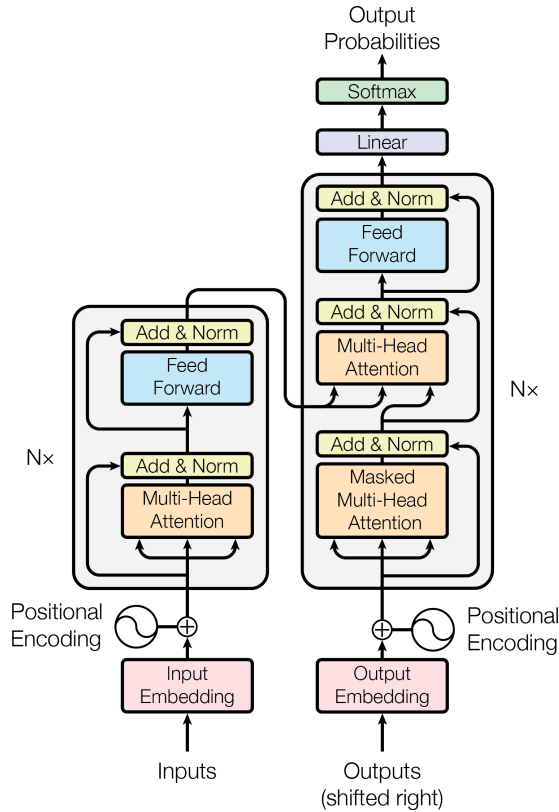 Output
Probabilities
Softmax
Linear
Add & Norm
Feed
Forward
Add & Norm
Multi-Head
Attention
Nx
Add & Norm
Masked
Multi-Head
Attention
Add & Norm
Feed
Forward
Nx
Add & Norm
Multi-Head
Attention
Positional
Encoding
Positional
Encoding
Input
Embedding
Output
Embedding
Inputs
Outputs
(shifted right)